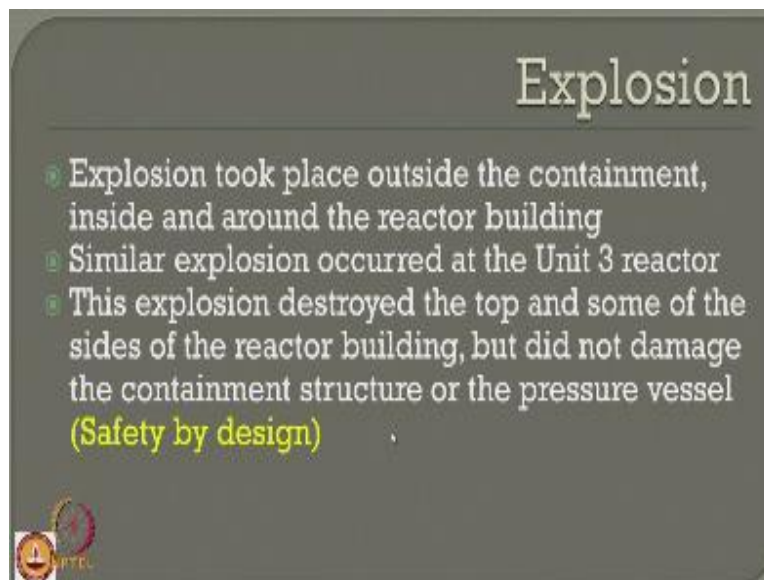 Explosion
Explosion took place outside the containment,
inside and around the reactor building
Similar explosion occurred at the Unit 3 reactor
This explosion destroyed the top and some of the
sides of the reactor building, but did not damage
the containment structure or the pressure vessel
(Safety by design)